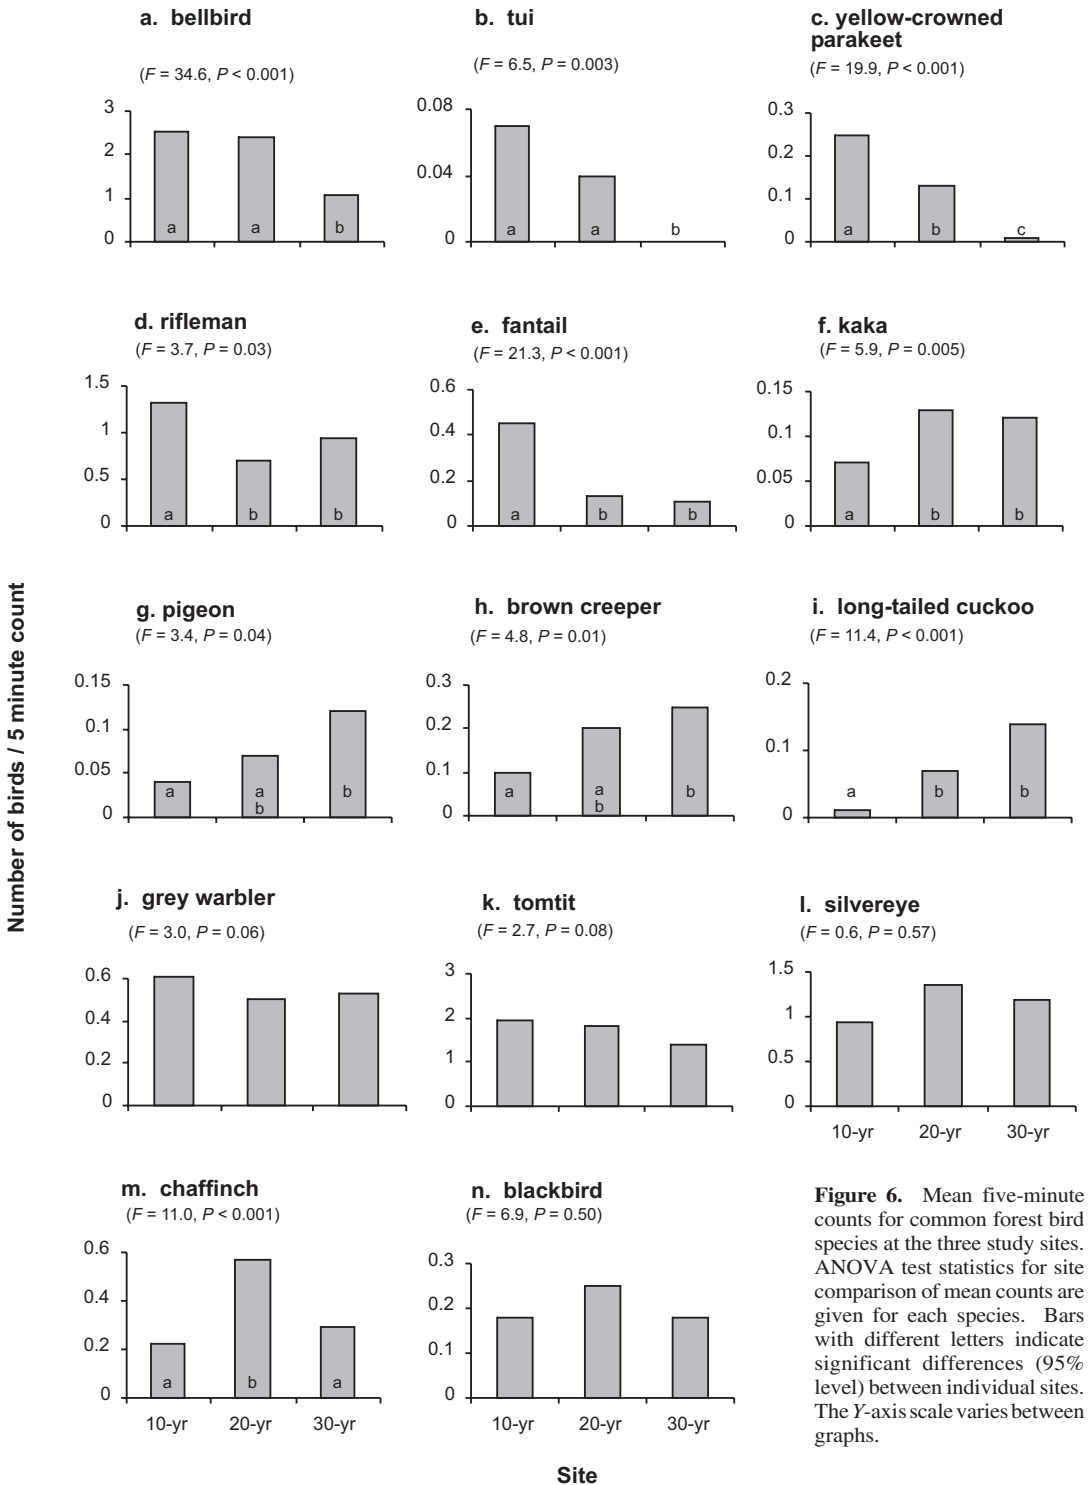 a. bellbird
(F = 34.6, P < 0.001)
3
2
1
0
a
a
b
b. tui
(F = 6.5, P = 0.003)
0.08
0.04
0
a
a
b
c. yellow-crowned
parakeet
(F = 19.9, P < 0.001)
0.3
0.2
0.1
0
a
b
c
d. rifleman
(F = 3.7, P = 0.03)
1.5
1
0.5
0
a
b
b
e. fantail
(F = 21.3, P < 0.001)
0.6
0.4
0.2
0
a
b
b
f. kaka
(F = 5.9, P = 0.005)
0.15
0.1
0.05
0
a
b
b
Number of birds / 5 minute count
g. pigeon
(F = 3.4, P = 0.04)
0.15
0.1
0.05
0
a
a
b
b
h. brown creeper
(F = 4.8, P = 0.01)
0.3
0.2
0.1
0
a
a
b
b
i. long-tailed cuckoo
(F = 11.4, P < 0.001)
0.2
0.1
0
a
b
b
j. grey warbler
(F = 3.0, P = 0.06)
0.6
0.4
0.2
0
k. tomtit
(F = 2.7, P = 0.08)
3
2
1
0
l. silvereye
(F = 0.6, P = 0.57)
1.5
1
0.5
0
10-yr 20-yr 30-yr
m. chaffinch
(F = 11.0, P < 0.001)
0.6
0.4
0.2
0
a
b
a
10-yr 20-yr 30-yr
n. blackbird
(F = 6.9, P = 0.50)
0.3
0.2
0.1
0
10-yr 20-yr 30-yr
Site
Figure 6. Mean five-minute
counts for common forest bird
species at the three study sites.
ANOVA test statistics for site
comparison of mean counts are
given for each species. Bars
with different letters indicate
significant differences (95%
level) between individual sites.
The Y-axis scale varies between
graphs.